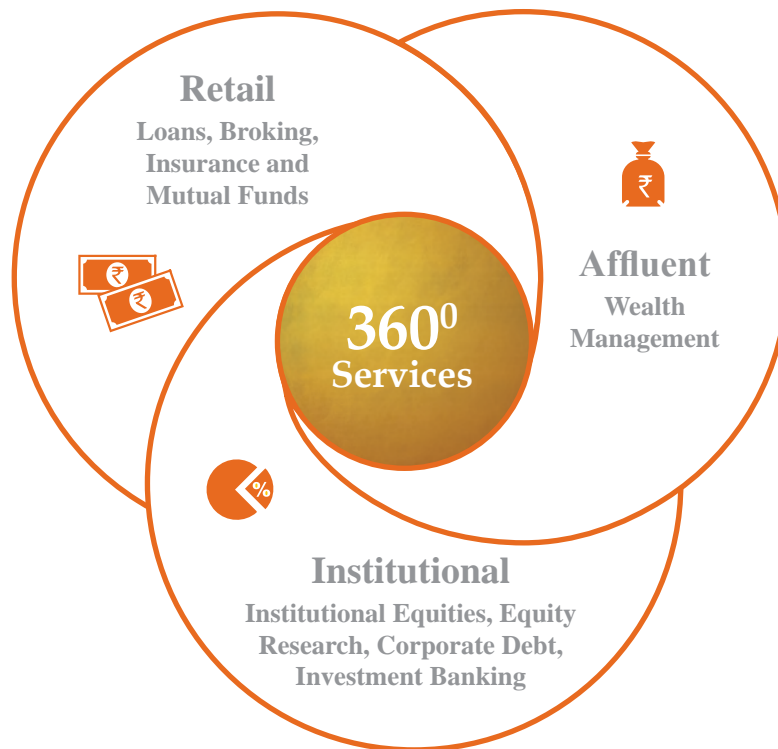 Retail
Loans, Broking,
Insurance and
Mutual Funds
₹
₹
₹
Affluent
Wealth
Management
360⁰
Services
%
Institutional
Institutional Equities, Equity
Research, Corporate Debt,
Investment Banking